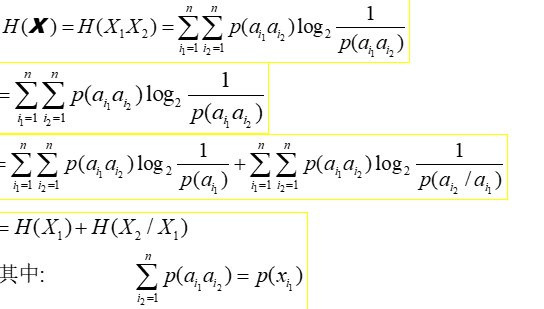 H(X) = H(X₁X₂) = ∑_{i₁=1}^{n} ∑_{i₂=1}^{n} p(a_{i₁}a_{i₂}) log₂ 1/p(a_{i₁}a_{i₂})
= ∑_{i₁=1}^{n} ∑_{i₂=1}^{n} p(a_{i₁}a_{i₂}) log₂ 1/p(a_{i₁}a_{i₂})
= ∑_{i₁=1}^{n} ∑_{i₂=1}^{n} p(a_{i₁}a_{i₂}) log₂ 1/p(a_{i₁}) + ∑_{i₁=1}^{n} ∑_{i₂=1}^{n} p(a_{i₁}a_{i₂}) log₂ 1/p(a_{i₂}/a_{i₁})
= H(X₁) + H(X₂/X₁)
其中: ∑_{i₂=1}^{n} p(a_{i₁}a_{i₂}) = p(x_{i₁})